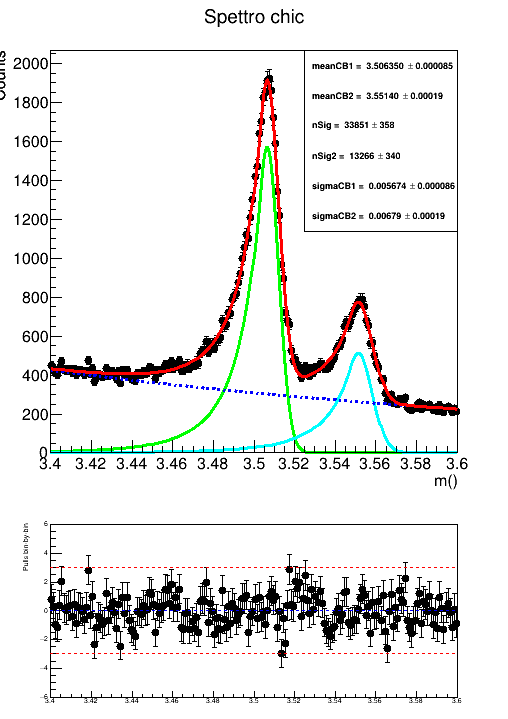 Spettro chic
Counts
2000
1800
1600
1400
1200
1000
800
600
400
200
0
meanCB1 = 3.506350 ± 0.000085
meanCB2 = 3.55140 ± 0.00019
nSig = 33851 ± 358
nSig2 = 13266 ± 340
sigmaCB1 = 0.005674 ± 0.000086
sigmaCB2 = 0.00679 ± 0.00019
3.4 3.42 3.44 3.46 3.48 3.5 3.52 3.54 3.56 3.58 3.6
m()
Pulls bin-by-bin
6
4
2
0
-2
-4
-6
3.4 3.42 3.44 3.46 3.48 3.5 3.52 3.54 3.56 3.58 3.6